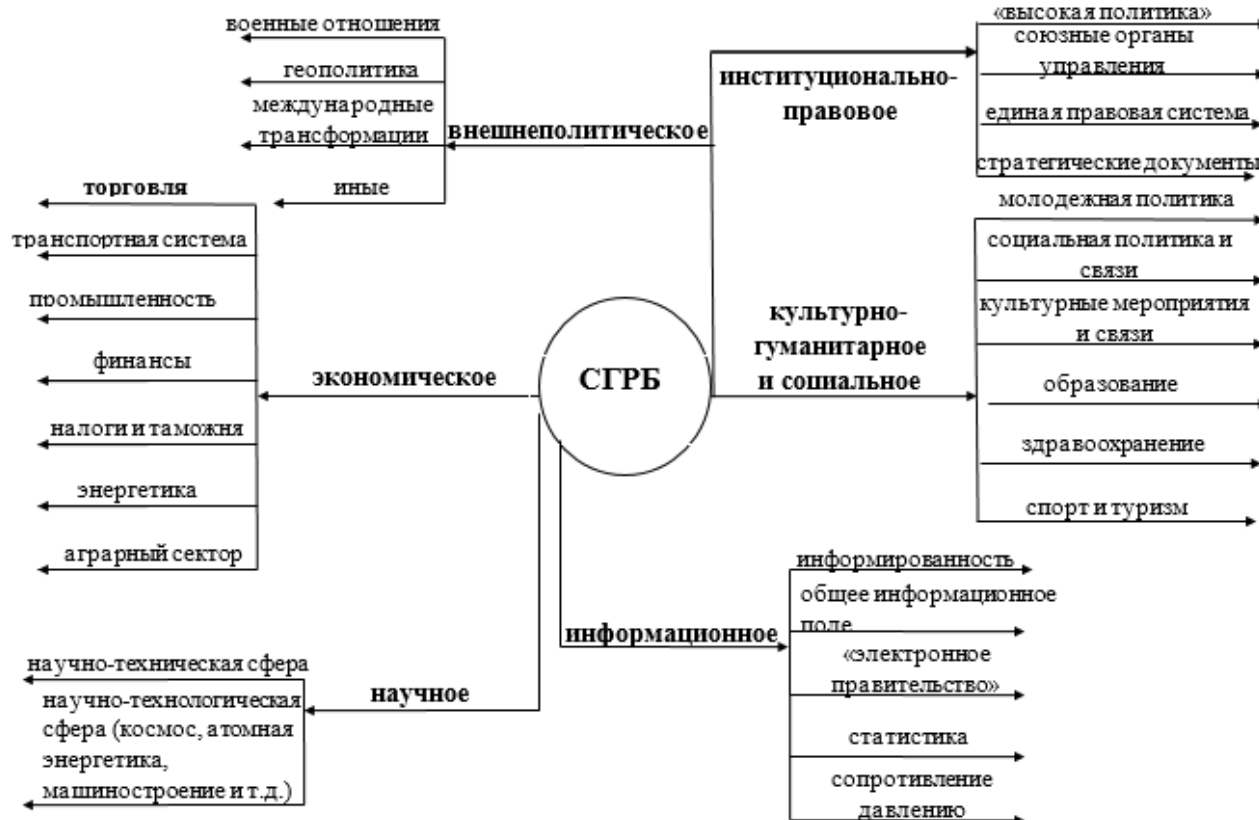 военные отношения
геополитика
международные
трансформации
иные
внешнеполитическое
институционально-
правовое
«высокая политика»
союзные органы
управления
единая правовая система
стратегические документы
торговля
транспортная система
промышленность
финансы
налоги и таможня
энергетика
аграрный сектор
экономическое
СГРБ
культурно-
гуманитарное
и социальное
молодежная политика
социальная политика и
связи
культурные мероприятия
и связи
образование
здравоохранение
спорт и туризм
научно-техническая сфера
научно-технологическая
сфера (космос, атомная
энергетика,
машиностроение и т.д.)
научное
информационное
информированность
общее информационное
поле
«электронное
правительство»
статистика
сопротивление
давлению